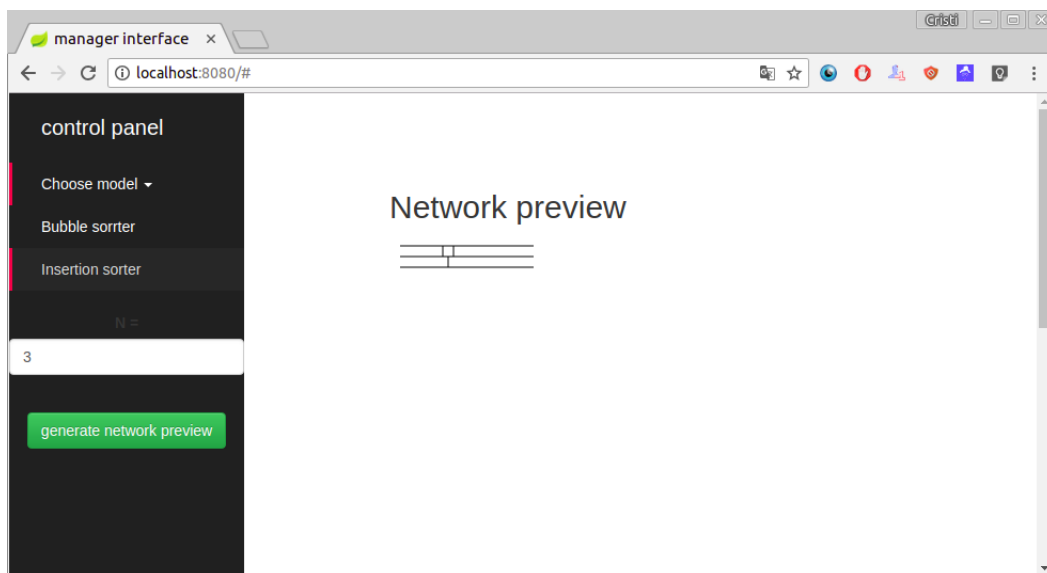 Cristi
manager interface
localhost:8080/#
control panel
Choose model
Bubble sorrter
Insertion sorter
N =
3
generate network preview
Network preview